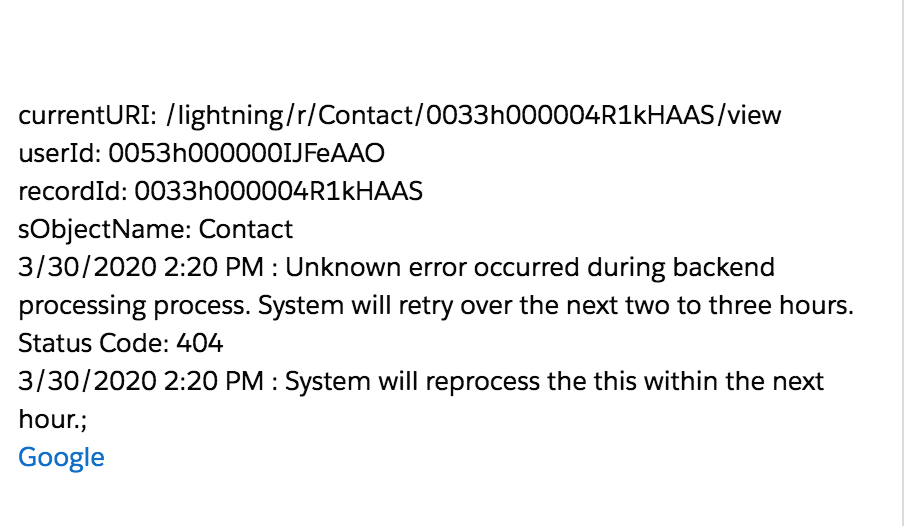 currentURI: /lightning/r/Contact/0033h000004R1kHAAS/view
userId: 0053h000000IJFeAAO
recordId: 0033h000004R1kHAAS
sObjectName: Contact
3/30/2020 2:20 PM : Unknown error occurred during backend
processing process. System will retry over the next two to three hours.
Status Code: 404
3/30/2020 2:20 PM : System will reprocess the this within the next
hour.;
Google